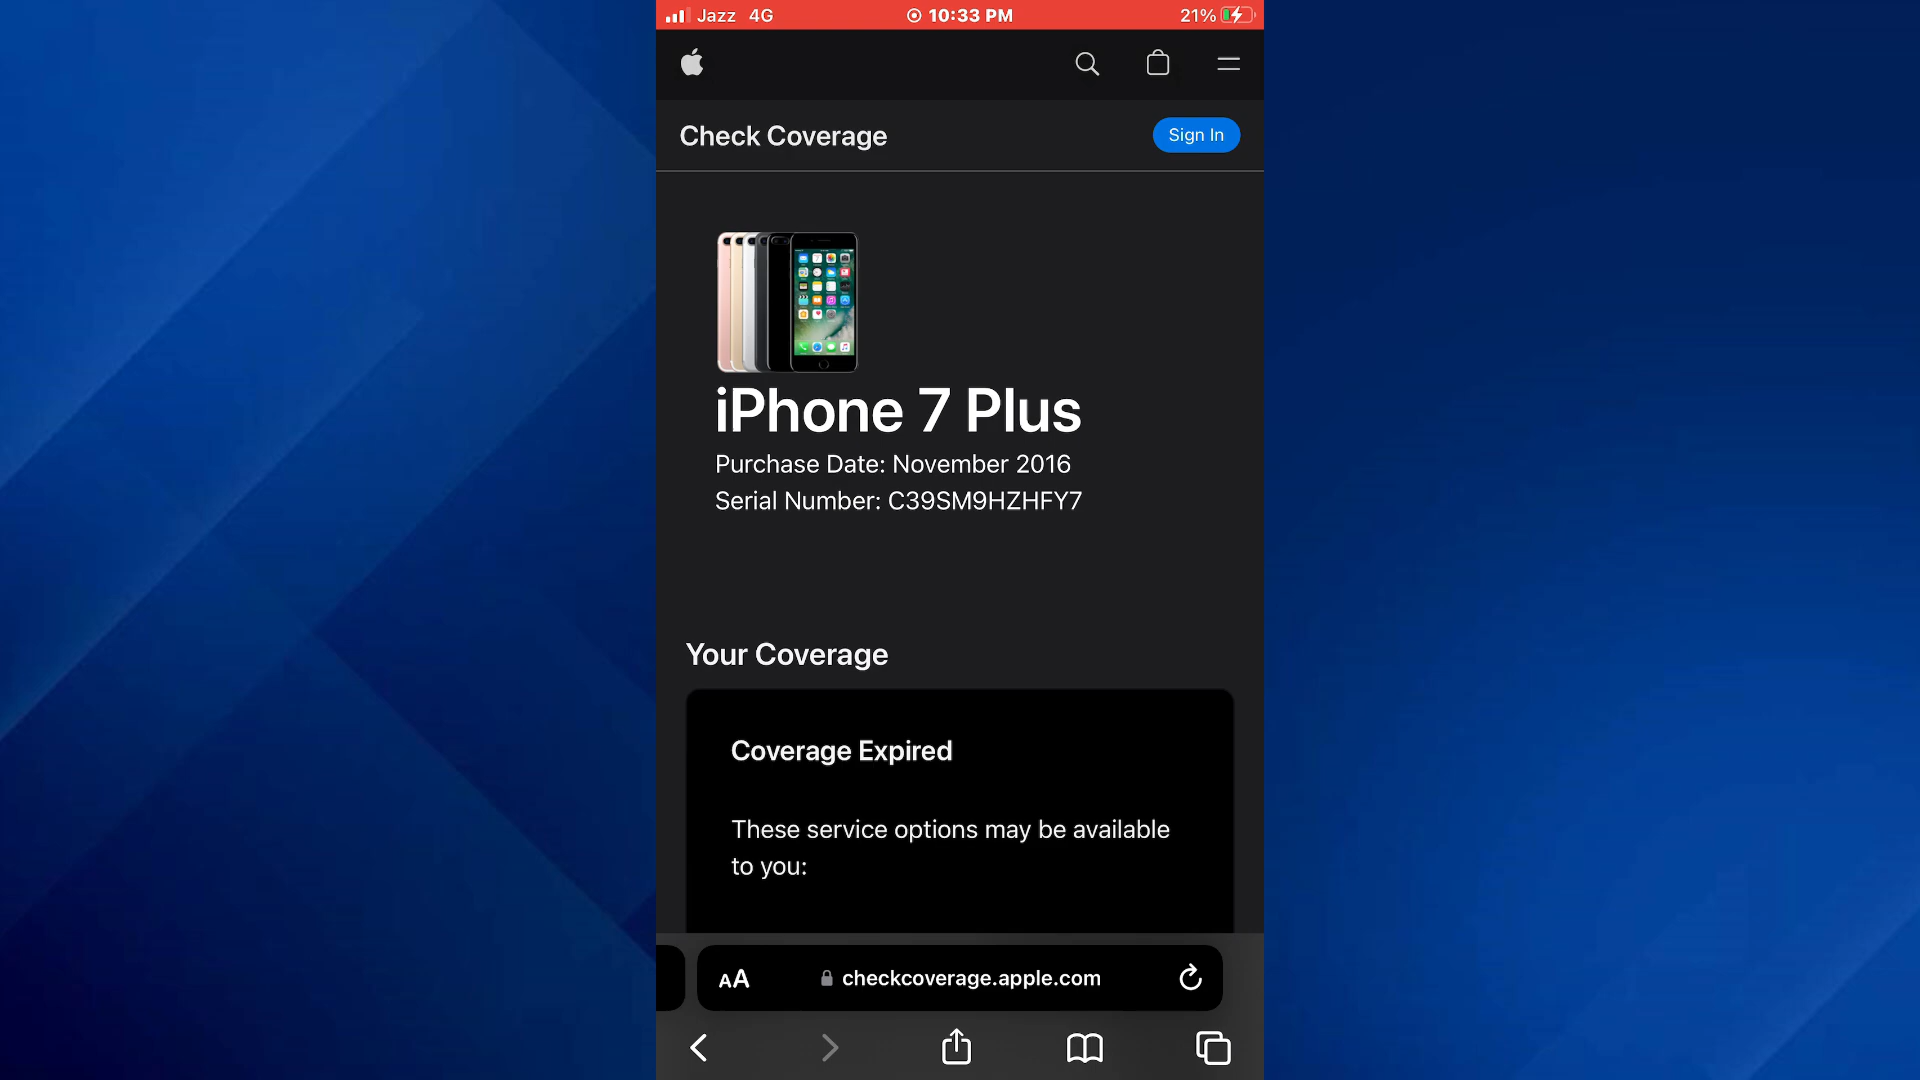 Jazz 4G 10:33 PM 21%
Check Coverage Sign In
iPhone 7 Plus
Purchase Date: November 2016
Serial Number: C39SM9HZHFY7
Your Coverage
Coverage Expired
These service options may be available
to you:
AA checkcoverage.apple.com